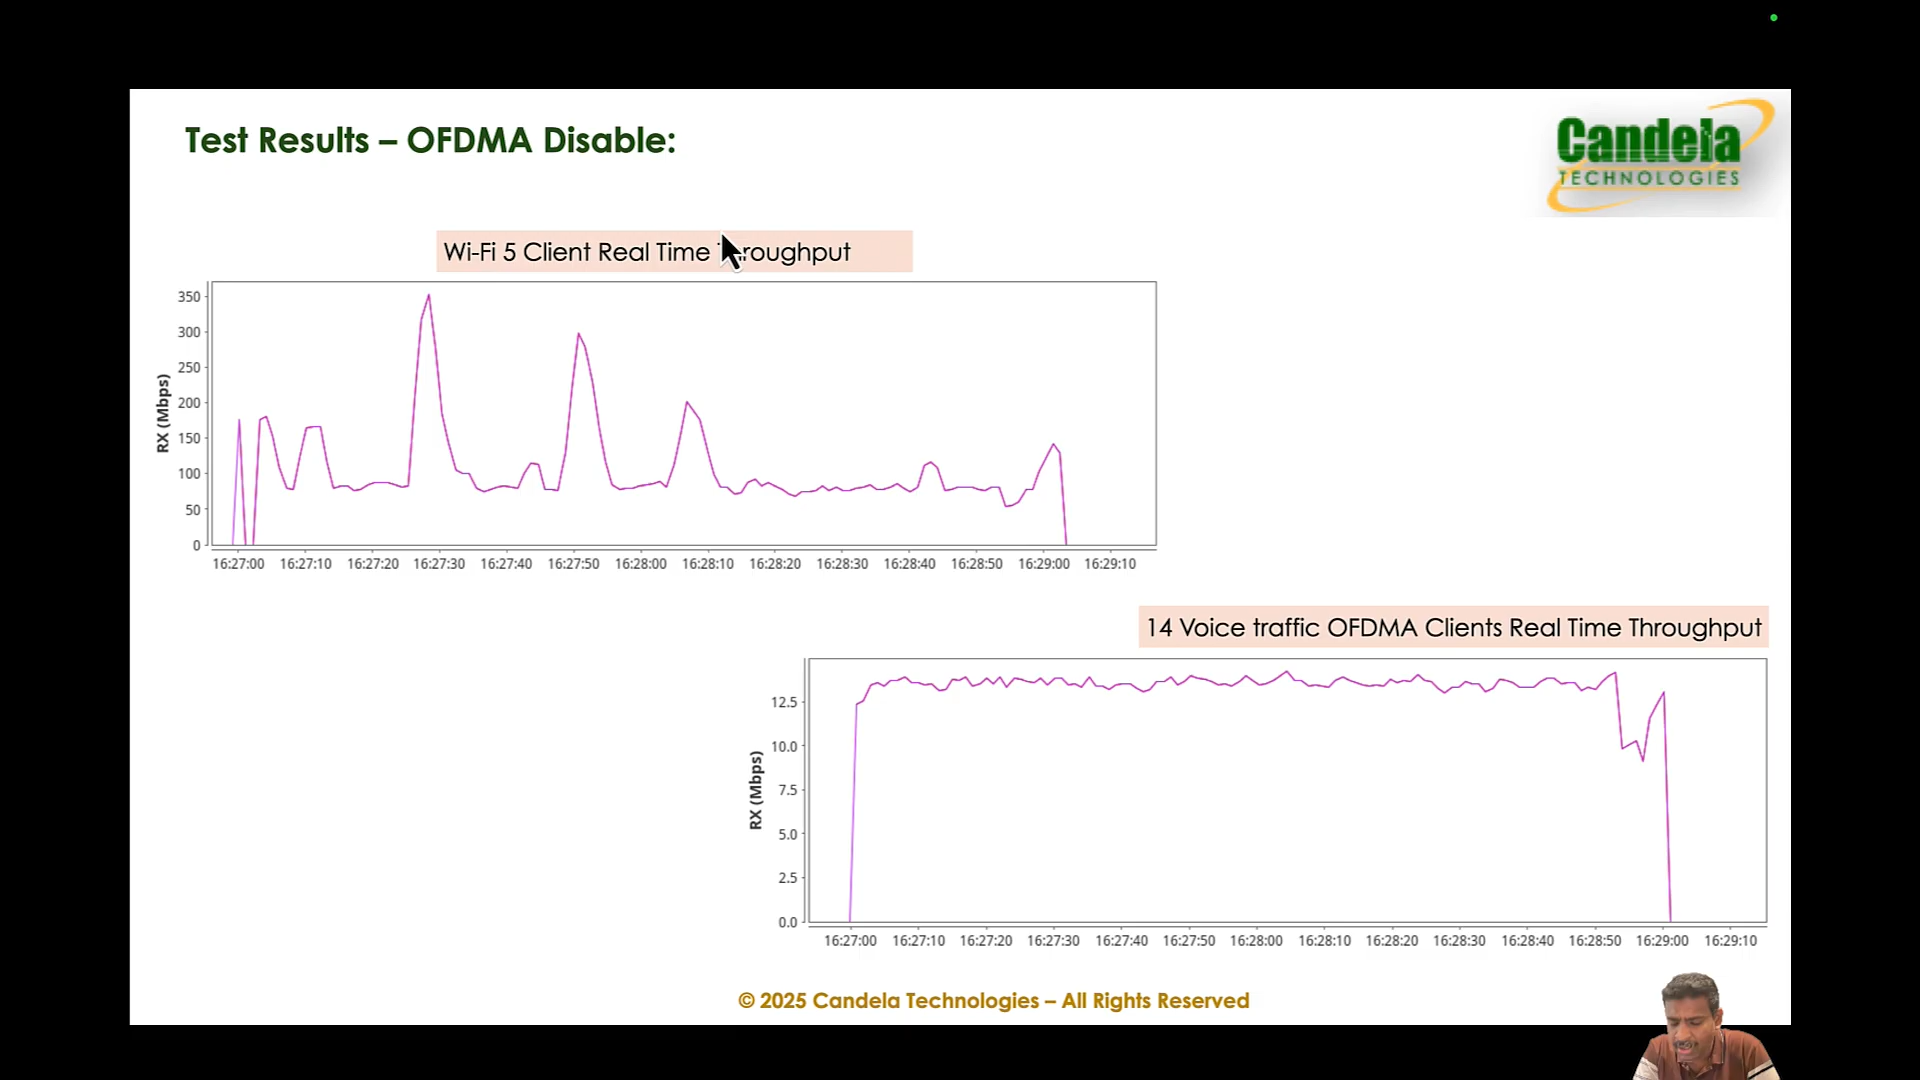 Test Results – OFDMA Disable:
Candela
TECHNOLOGIES
Wi-Fi 5 Client Real Time Throughput
350
300
250
200
150
100
50
0
RX (Mbps)
16:27:00 16:27:10 16:27:20 16:27:30 16:27:40 16:27:50 16:28:00 16:28:10 16:28:20 16:28:30 16:28:40 16:28:50 16:29:00 16:29:10
14 Voice traffic OFDMA Clients Real Time Throughput
12.5
10.0
7.5
5.0
2.5
0.0
RX (Mbps)
16:27:00 16:27:10 16:27:20 16:27:30 16:27:40 16:27:50 16:28:00 16:28:10 16:28:20 16:28:30 16:28:40 16:28:50 16:29:00 16:29:10
© 2025 Candela Technologies – All Rights Reserved